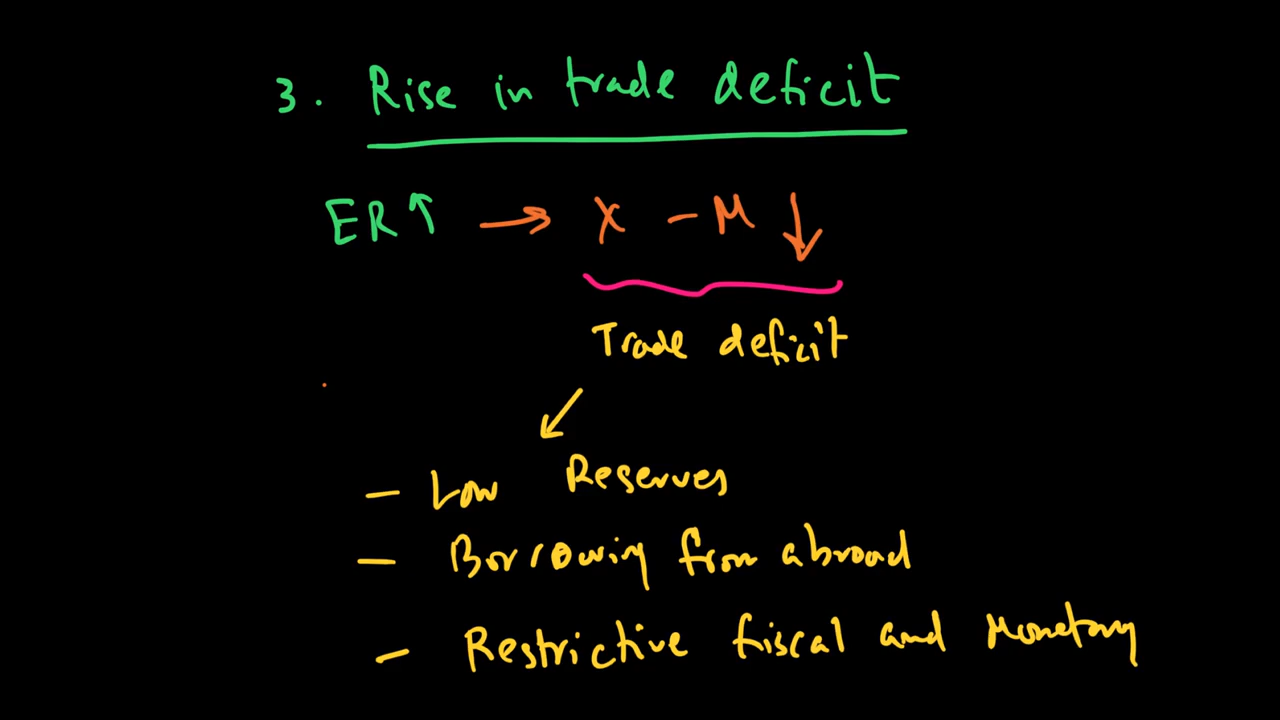 3. Rise in trade deficit
ER↑ → X - M ↓
Trade deficit
- Low Reserves
- Borrowing from abroad
- Restrictive fiscal and Monetary